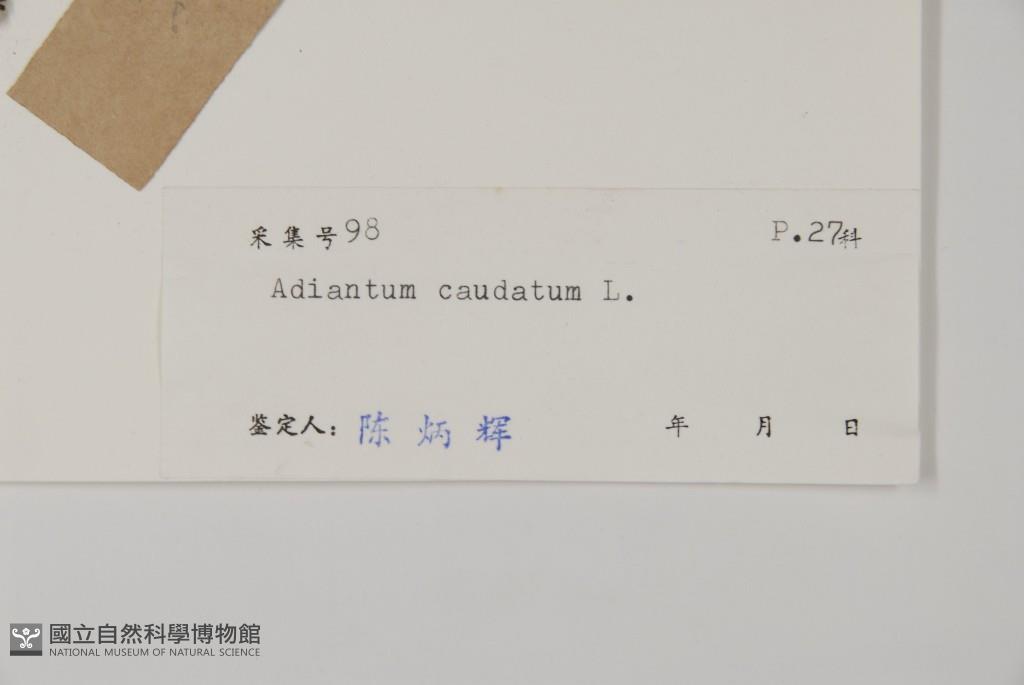 采集号98 P.27科
Adiantum caudatum L.
鉴定人：陈炳辉 年 月 日
國立自然科學博物館
NATIONAL MUSEUM OF NATURAL SCIENCE